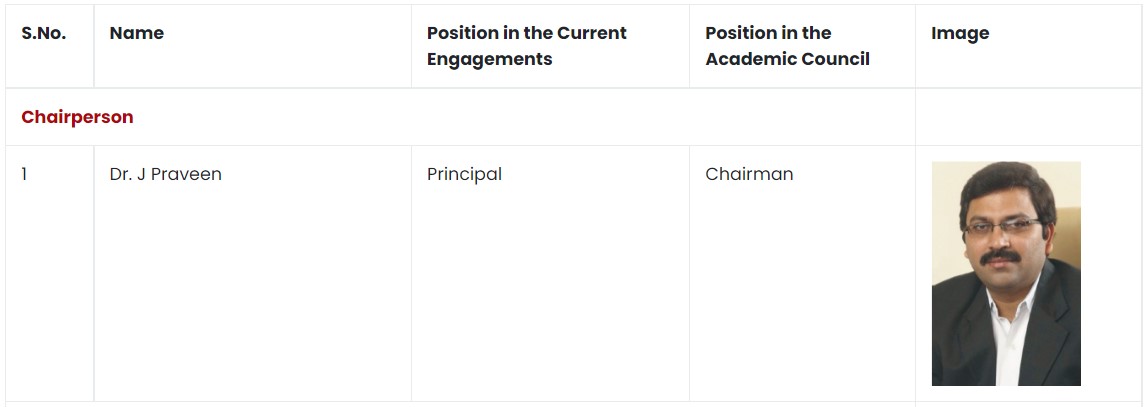 S.No. Name Position in the Current Engagements Position in the Academic Council Image
Chairperson
1 Dr. J Praveen Principal Chairman